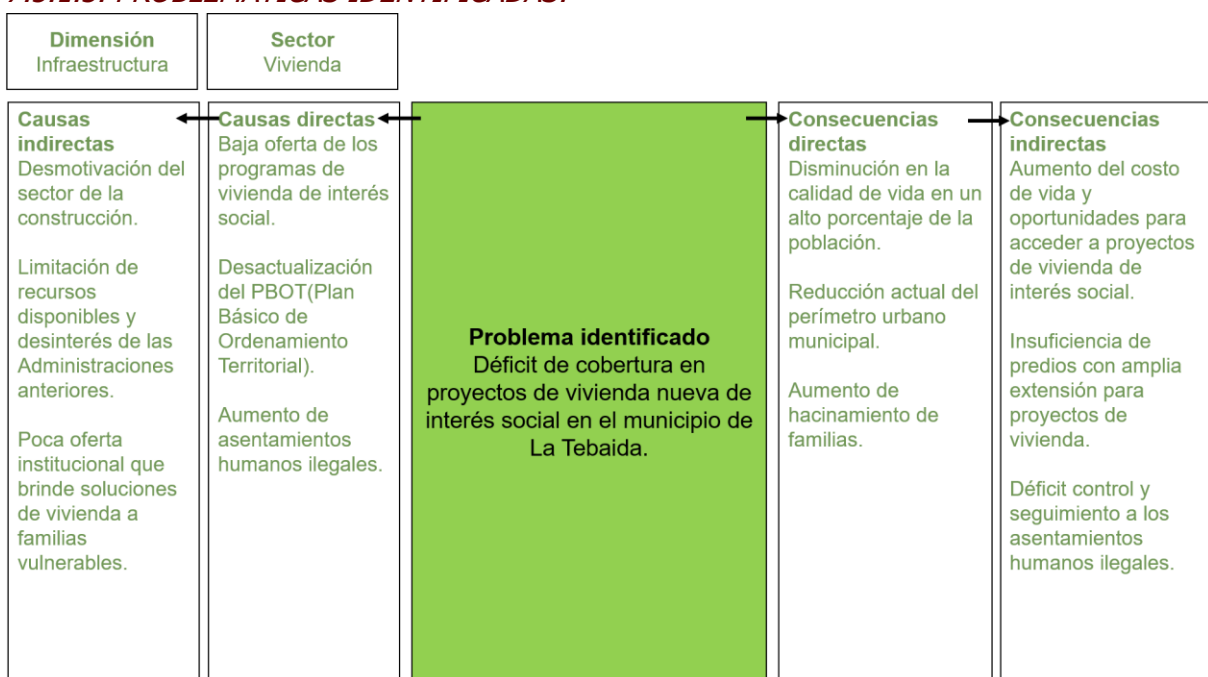 7.3.1.3. PROBLEMÁTICAS IDENTIFICADAS.
Dimensión
Infraestructura
Sector
Vivienda
Causas
indirectas
Desmotivación del
sector de la
construcción.
Limitación de
recursos
disponibles y
desinterés de las
Administraciones
anteriores.
Poca oferta
institucional que
brinde soluciones
de vivienda a
familias
vulnerables.
Causas directas
Baja oferta de los
programas de
vivienda de interés
social.
Desactualización
del PBOT(Plan
Básico de
Ordenamiento
Territorial).
Aumento de
asentamientos
humanos ilegales.
Problema identificado
Déficit de cobertura en
proyectos de vivienda nueva de
interés social en el municipio de
La Tebaida.
Consecuencias
directas
Disminución en la
calidad de vida en un
alto porcentaje de la
población.
Reducción actual del
perímetro urbano
municipal.
Aumento de
hacinamiento de
familias.
Consecuencias
indirectas
Aumento del costo
de vida y
oportunidades para
acceder a proyectos
de vivienda de
interés social.
Insuficiencia de
predios con amplia
extensión para
proyectos de
vivienda.
Déficit control y
seguimiento a los
asentamientos
humanos ilegales.